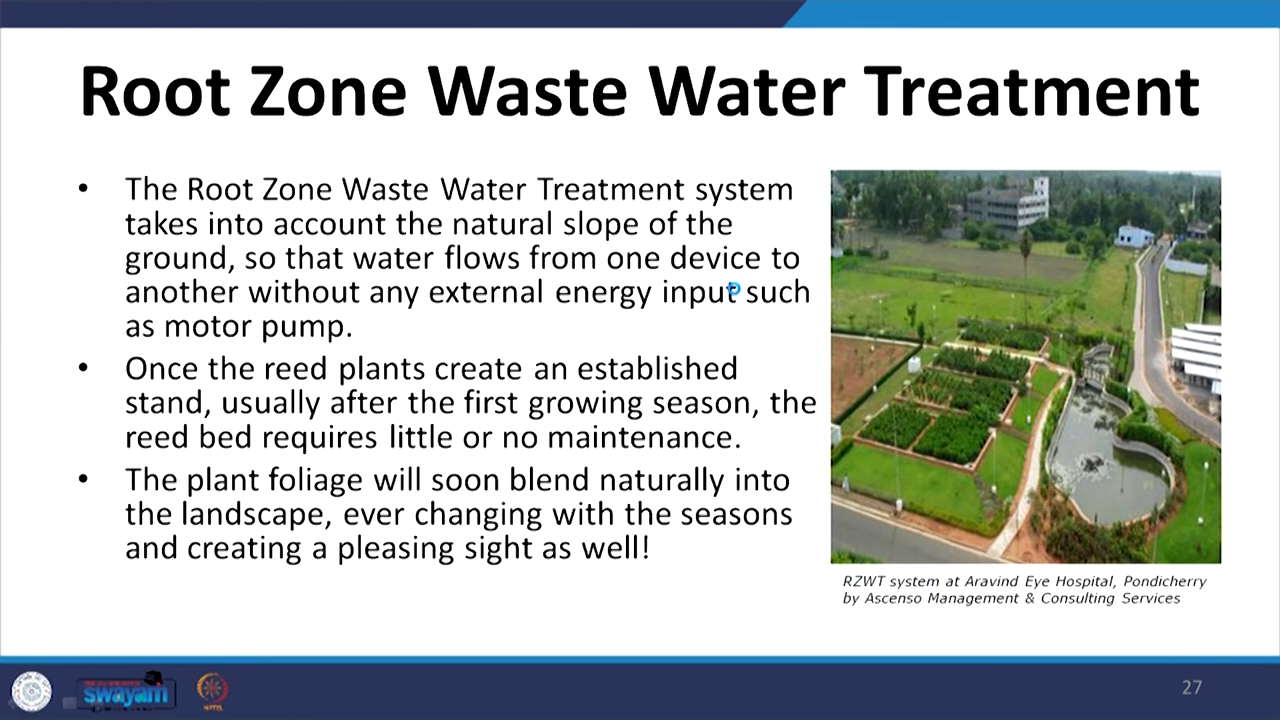 Root Zone Waste Water Treatment
• The Root Zone Waste Water Treatment system
takes into account the natural slope of the
ground, so that water flows from one device to
another without any external energy input such
as motor pump.
• Once the reed plants create an established
stand, usually after the first growing season, the
reed bed requires little or no maintenance.
• The plant foliage will soon blend naturally into
the landscape, ever changing with the seasons
and creating a pleasing sight as well!
RZWT system at Aravind Eye Hospital, Pondicherry
by Ascenso Management & Consulting Services
swayam
NPTEL
27